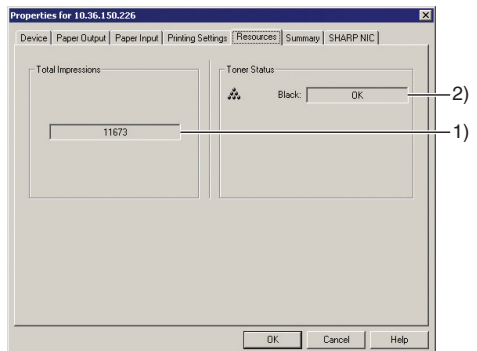 Properties for 10.36.150.226
Device Paper Output Paper Input Printing Settings Resources Summary SHARP NIC
Total Impressions
11673
Toner Status
Black: OK
2)
1)
OK Cancel Help